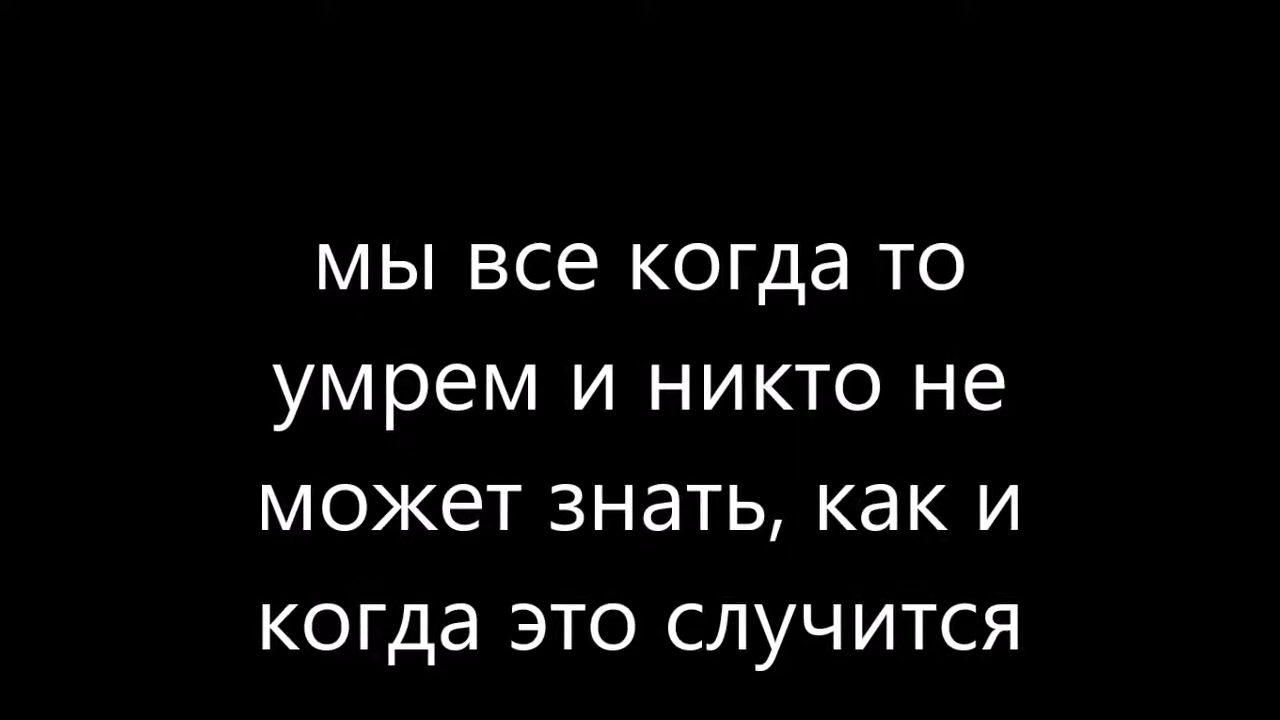 мы все когда то
умрем и никто не
может знать, как и
когда это случится